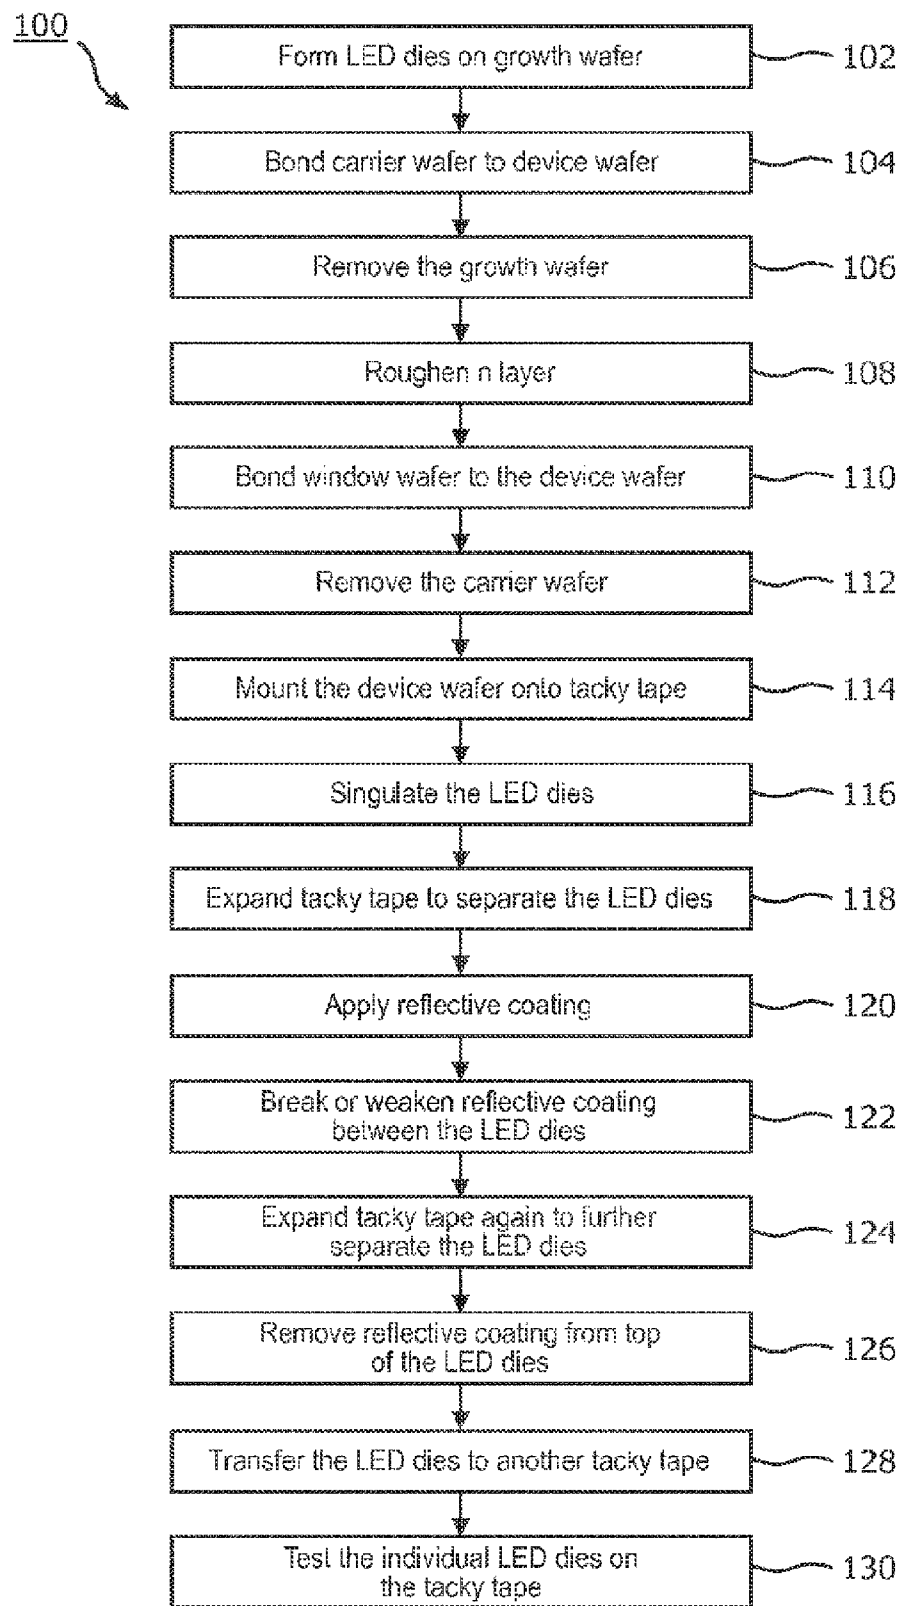 100
Form LED dies on growth wafer
102
Bond carrier wafer to device wafer
104
Remove the growth wafer
106
Roughen n layer
108
Bond window wafer to the device wafer
110
Remove the carrier wafer
112
Mount the device wafer onto tacky tape
114
Singulate the LED dies
116
Expand tacky tape to separate the LED dies
118
Apply reflective coating
120
Break or weaken reflective coating
between the LED dies
122
Expand tacky tape again to further
separate the LED dies
124
Remove reflective coating from top
of the LED dies
126
Transfer the LED dies to another tacky tape
128
Test the individual LED dies on
the tacky tape
130